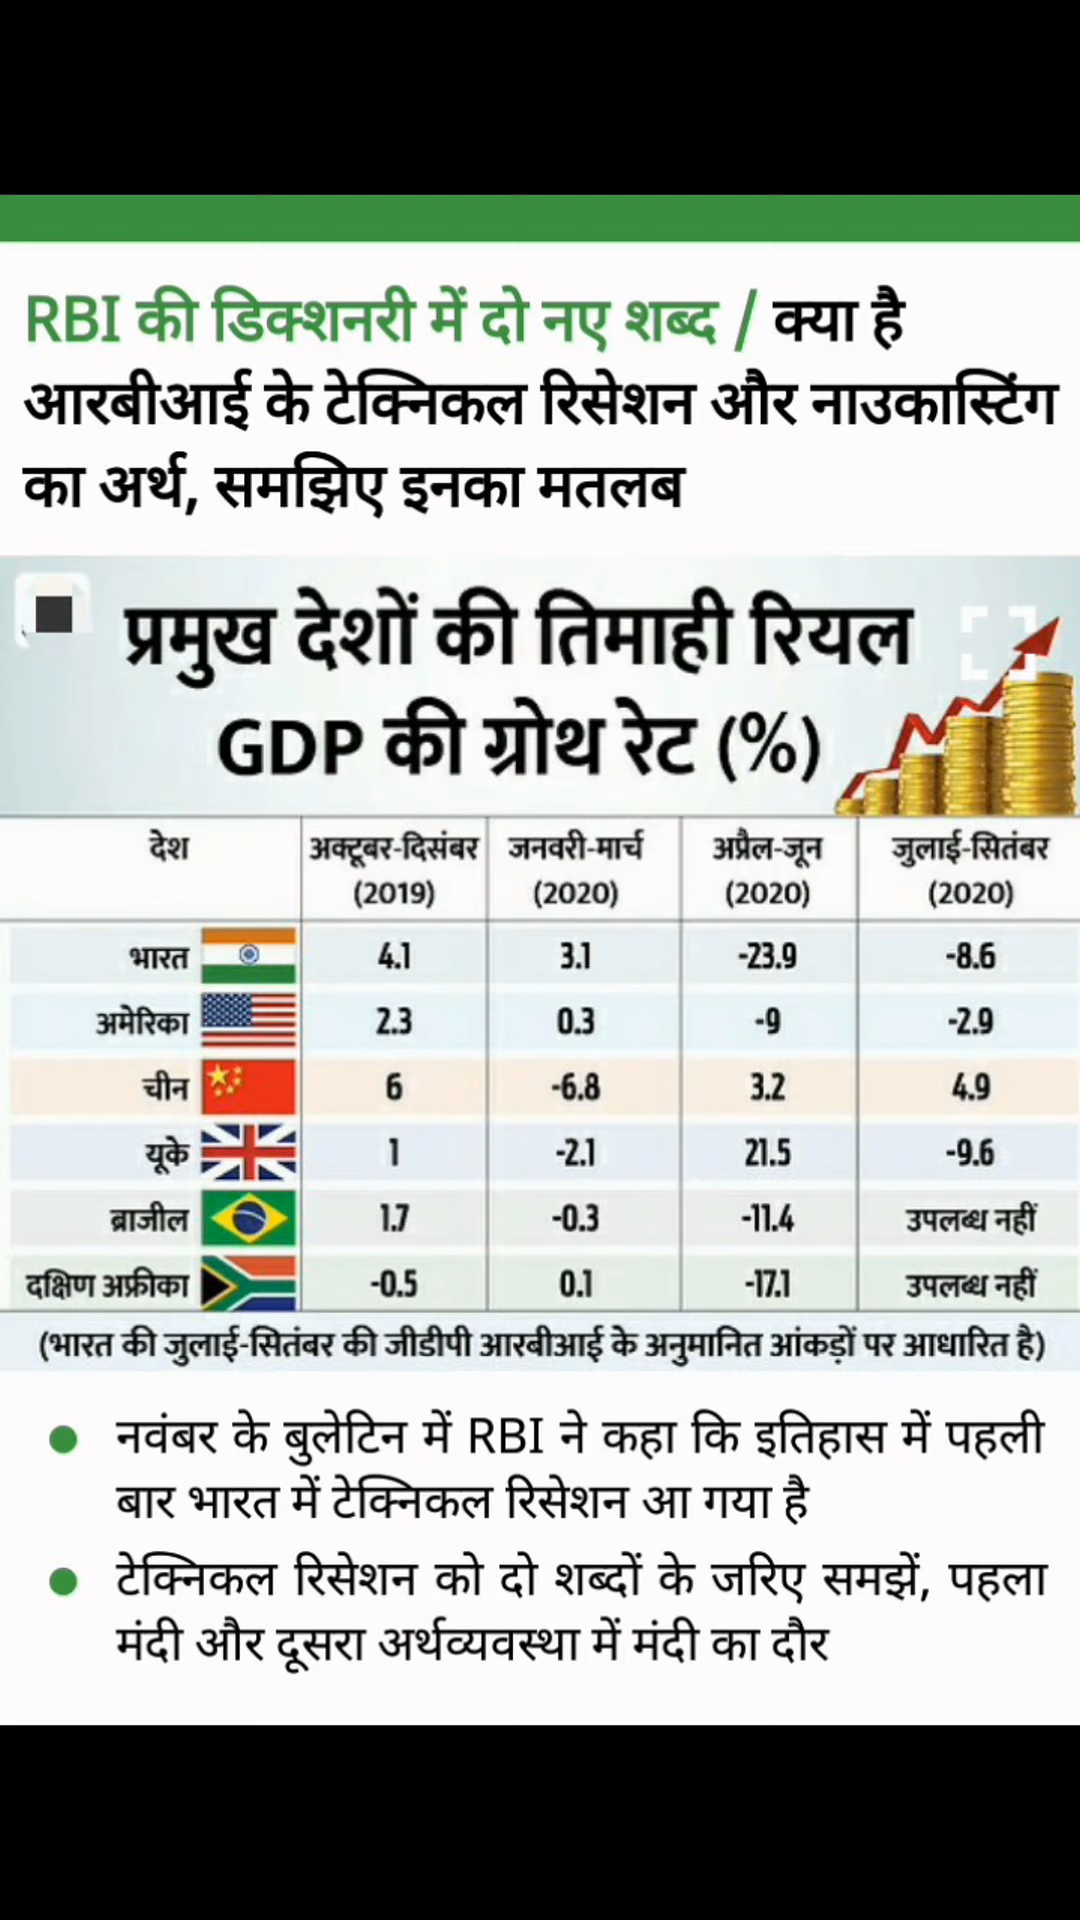 RBI की डिक्शनरी में दो नए शब्द / क्या है
आरबीआई के टेक्निकल रिसेशन और नाउकास्टिंग
का अर्थ, समझिए इनका मतलब
प्रमुख देशों की तिमाही रियल
GDP की ग्रोथ रेट (%)
देश अक्टूबर-दिसंबर (2019) जनवरी-मार्च (2020) अप्रैल-जून (2020) जुलाई-सितंबर (2020)
भारत 4.1 3.1 -23.9 -8.6
अमेरिका 2.3 0.3 -9 -2.9
चीन 6 -6.8 3.2 4.9
यूके 1 -2.1 21.5 -9.6
ब्राजील 1.7 -0.3 -11.4 उपलब्ध नहीं
दक्षिण अफ्रीका -0.5 0.1 -17.1 उपलब्ध नहीं
(भारत की जुलाई-सितंबर की जीडीपी आरबीआई के अनुमानित आंकड़ों पर आधारित है)
नवंबर के बुलेटिन में RBI ने कहा कि इतिहास में पहली
बार भारत में टेक्निकल रिसेशन आ गया है
टेक्निकल रिसेशन को दो शब्दों के जरिए समझें, पहला
मंदी और दूसरा अर्थव्यवस्था में मंदी का दौर